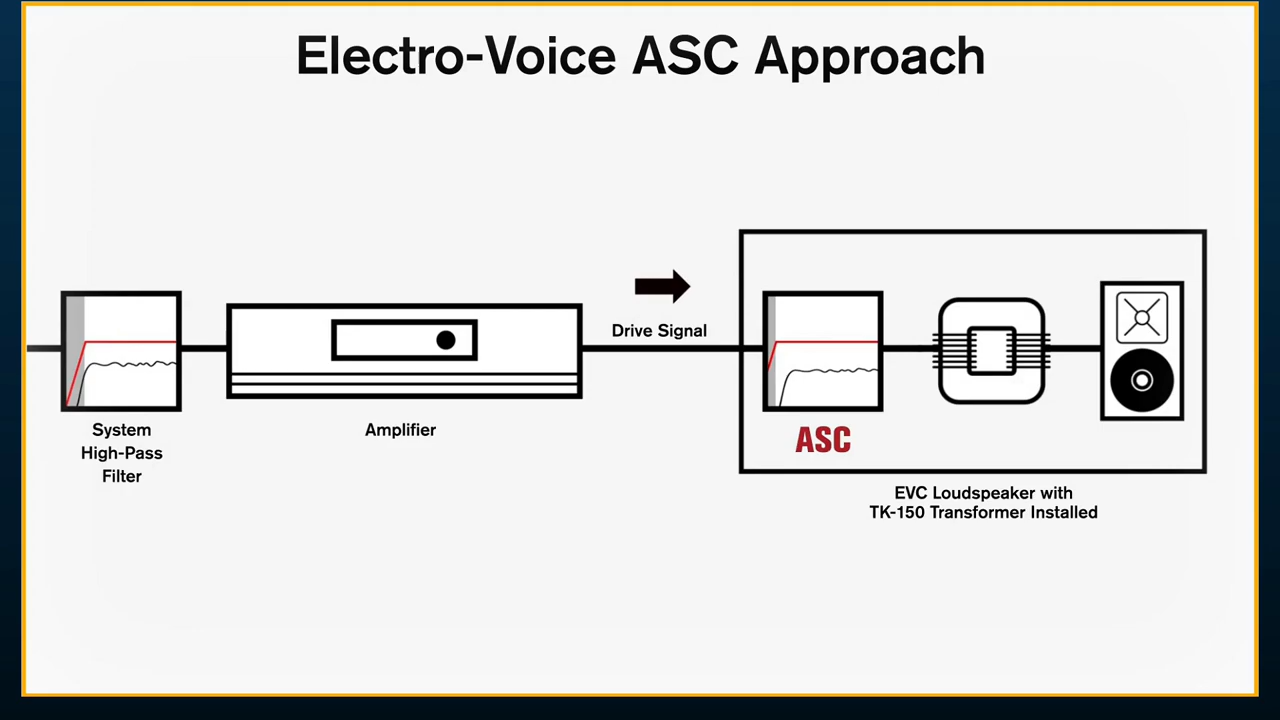 Electro-Voice ASC Approach
Drive Signal
System
High-Pass
Filter
Amplifier
ASC
EVC Loudspeaker with
TK-150 Transformer Installed